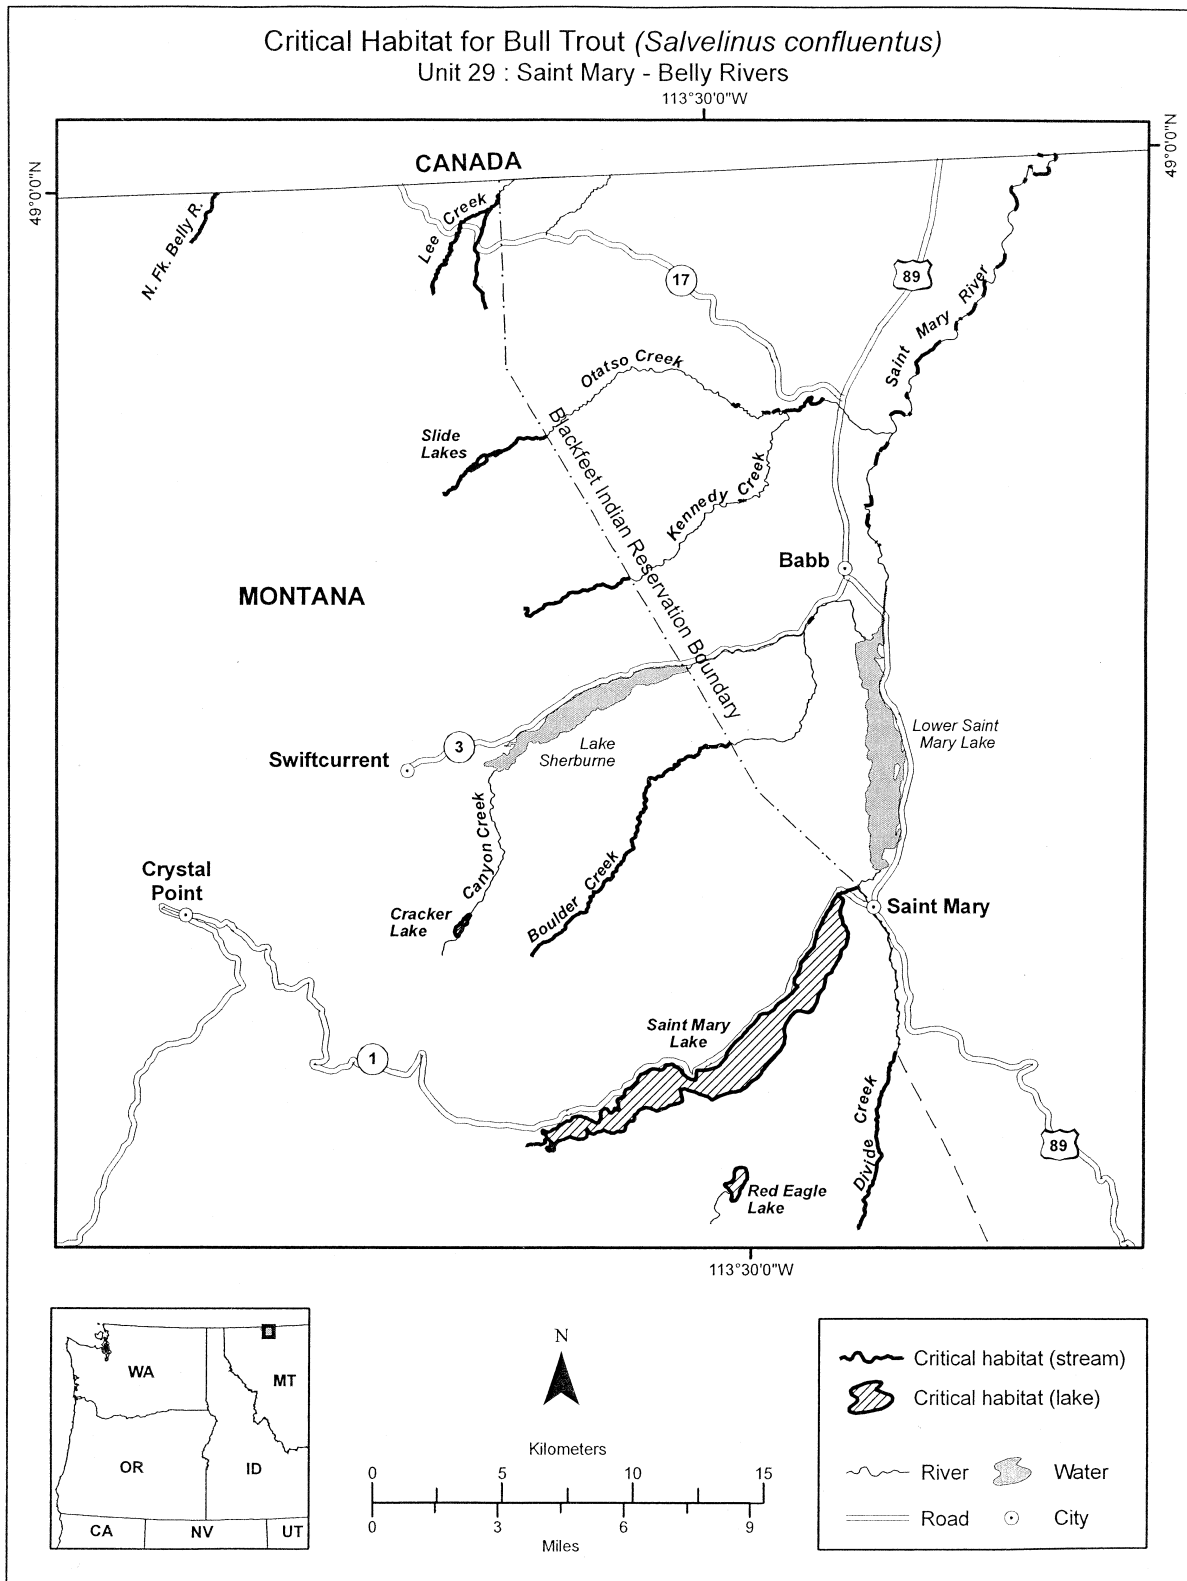 Critical Habitat for Bull Trout (Salvelinus confluentus)
Unit 29 : Saint Mary - Belly Rivers
113°30'0"W
49°0'0"N
49°0'0"N
CANADA
N. Fk. Belly R.
Lee Creek
17
89
Saint Mary River
Otatso Creek
Slide
Lakes
Blackfeet Indian Reservation Boundary
Kennedy Creek
Babb
MONTANA
Lower Saint
Mary Lake
Lake
Sherburne
3
Swiftcurrent
Canyon Creek
Crystal
Point
Cracker
Lake
Boulder Creek
Saint Mary
Saint Mary
Lake
1
Divide Creek
89
Red Eagle
Lake
113°30'0"W
WA
MT
OR
ID
CA
NV
UT
N
Kilometers
0 5 10 15
0 3 6 9
Miles
Critical habitat (stream)
Critical habitat (lake)
River
Water
Road
City